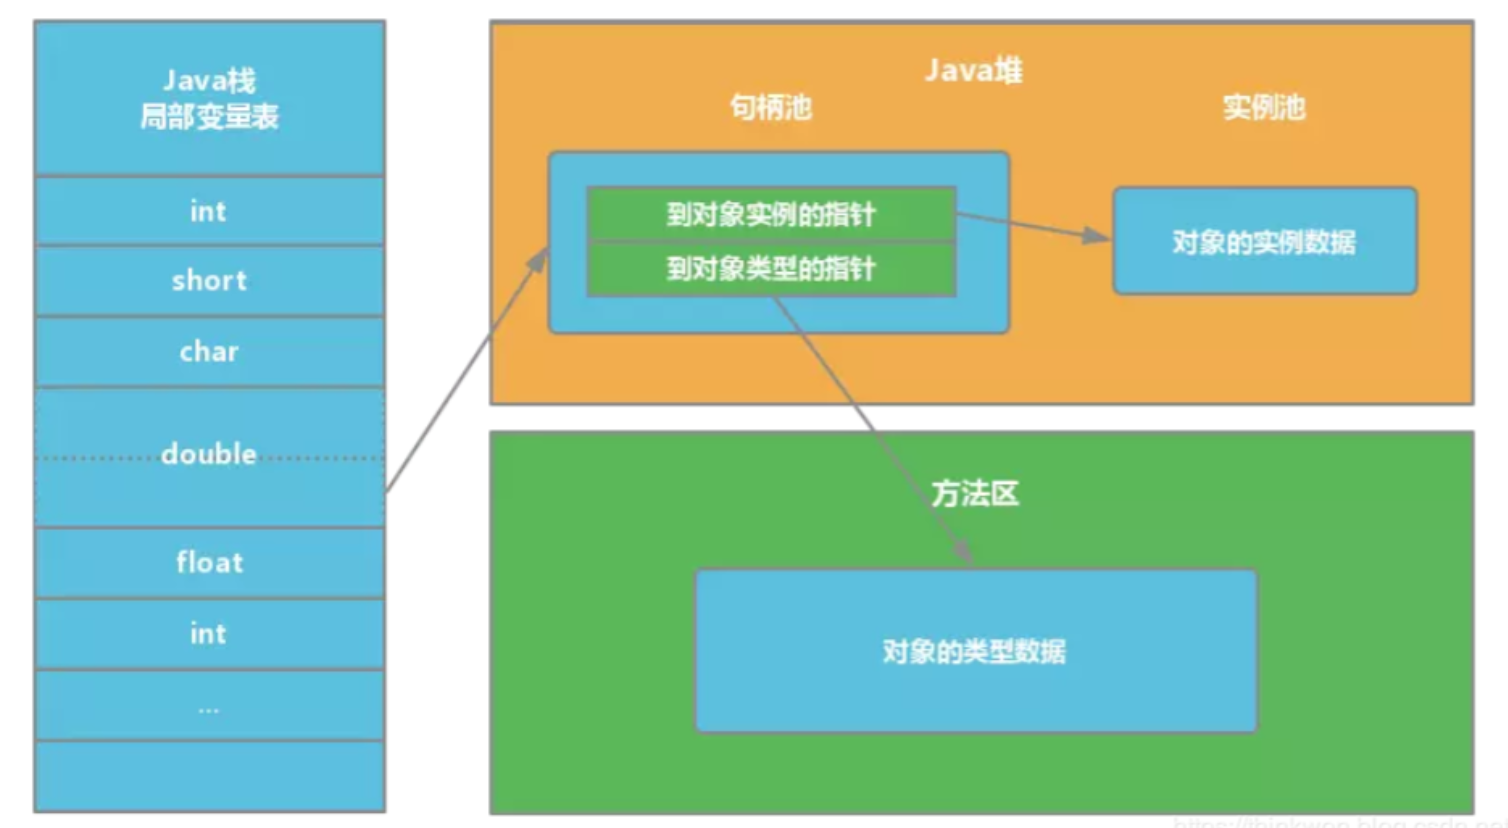 Java栈
局部变量表
int
short
char
double
float
int
...
Java堆
句柄池
实例池
到对象实例的指针
到对象类型的指针
对象的实例数据
方法区
对象的类型数据